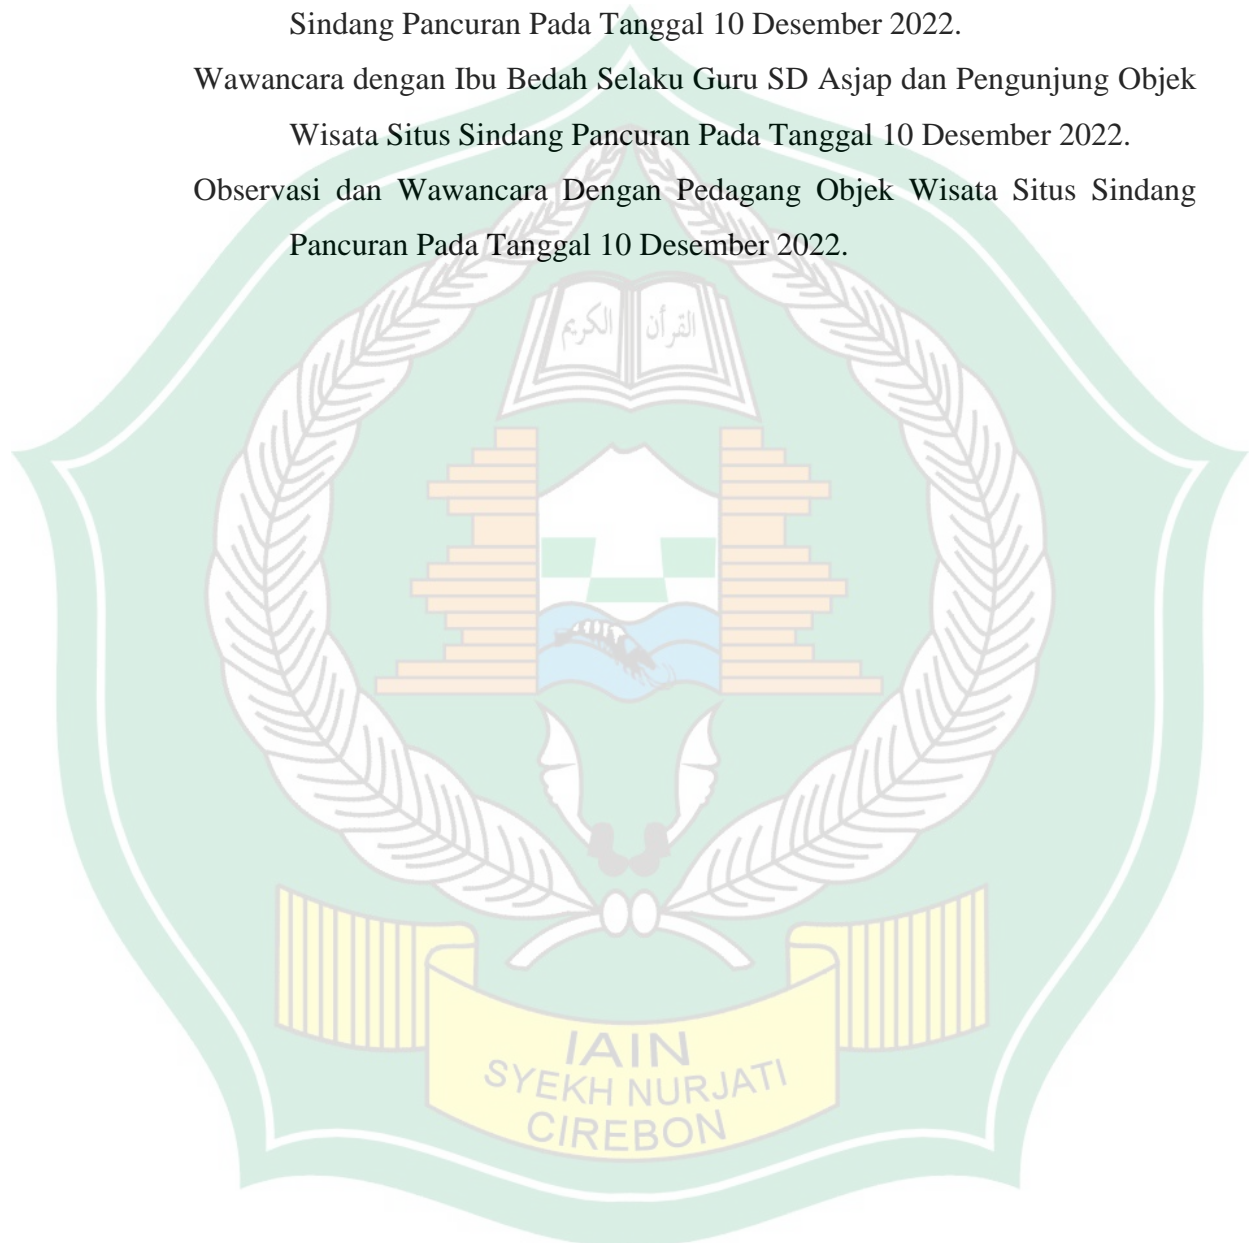 Sindang Pancuran Pada Tanggal 10 Desember 2022.
Wawancara dengan Ibu Bedah Selaku Guru SD Asjap dan Pengunjung Objek
Wisata Situs Sindang Pancuran Pada Tanggal 10 Desember 2022.
Observasi dan Wawancara Dengan Pedagang Objek Wisata Situs Sindang
Pancuran Pada Tanggal 10 Desember 2022.
القرأن الكريم
IAIN
SYEKH NURJATI
CIREBON